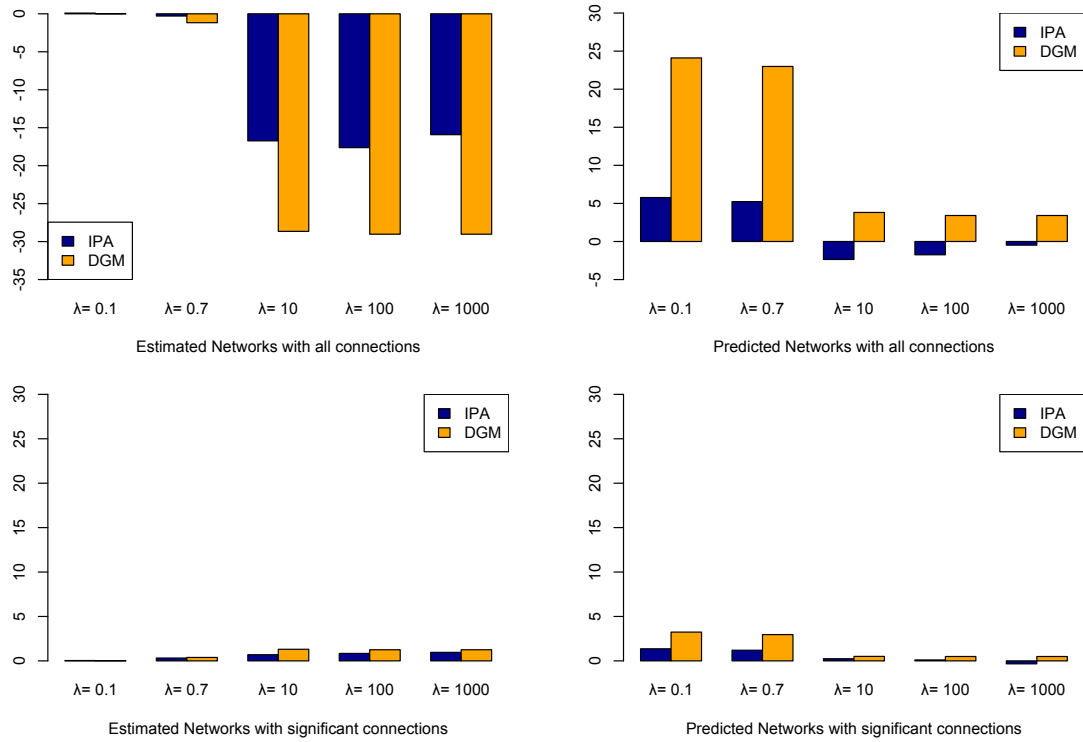 0
-5
-10
-15
-20
-25
-30
-35
IPA
DGM
λ= 0.1 λ= 0.7 λ= 10 λ= 100 λ= 1000
Estimated Networks with all connections
30
25
20
15
10
5
0
-5
IPA
DGM
λ= 0.1 λ= 0.7 λ= 10 λ= 100 λ= 1000
Predicted Networks with all connections
30
25
20
15
10
5
0
IPA
DGM
λ= 0.1 λ= 0.7 λ= 10 λ= 100 λ= 1000
Estimated Networks with significant connections
30
25
20
15
10
5
0
IPA
DGM
λ= 0.1 λ= 0.7 λ= 10 λ= 100 λ= 1000
Predicted Networks with significant connections